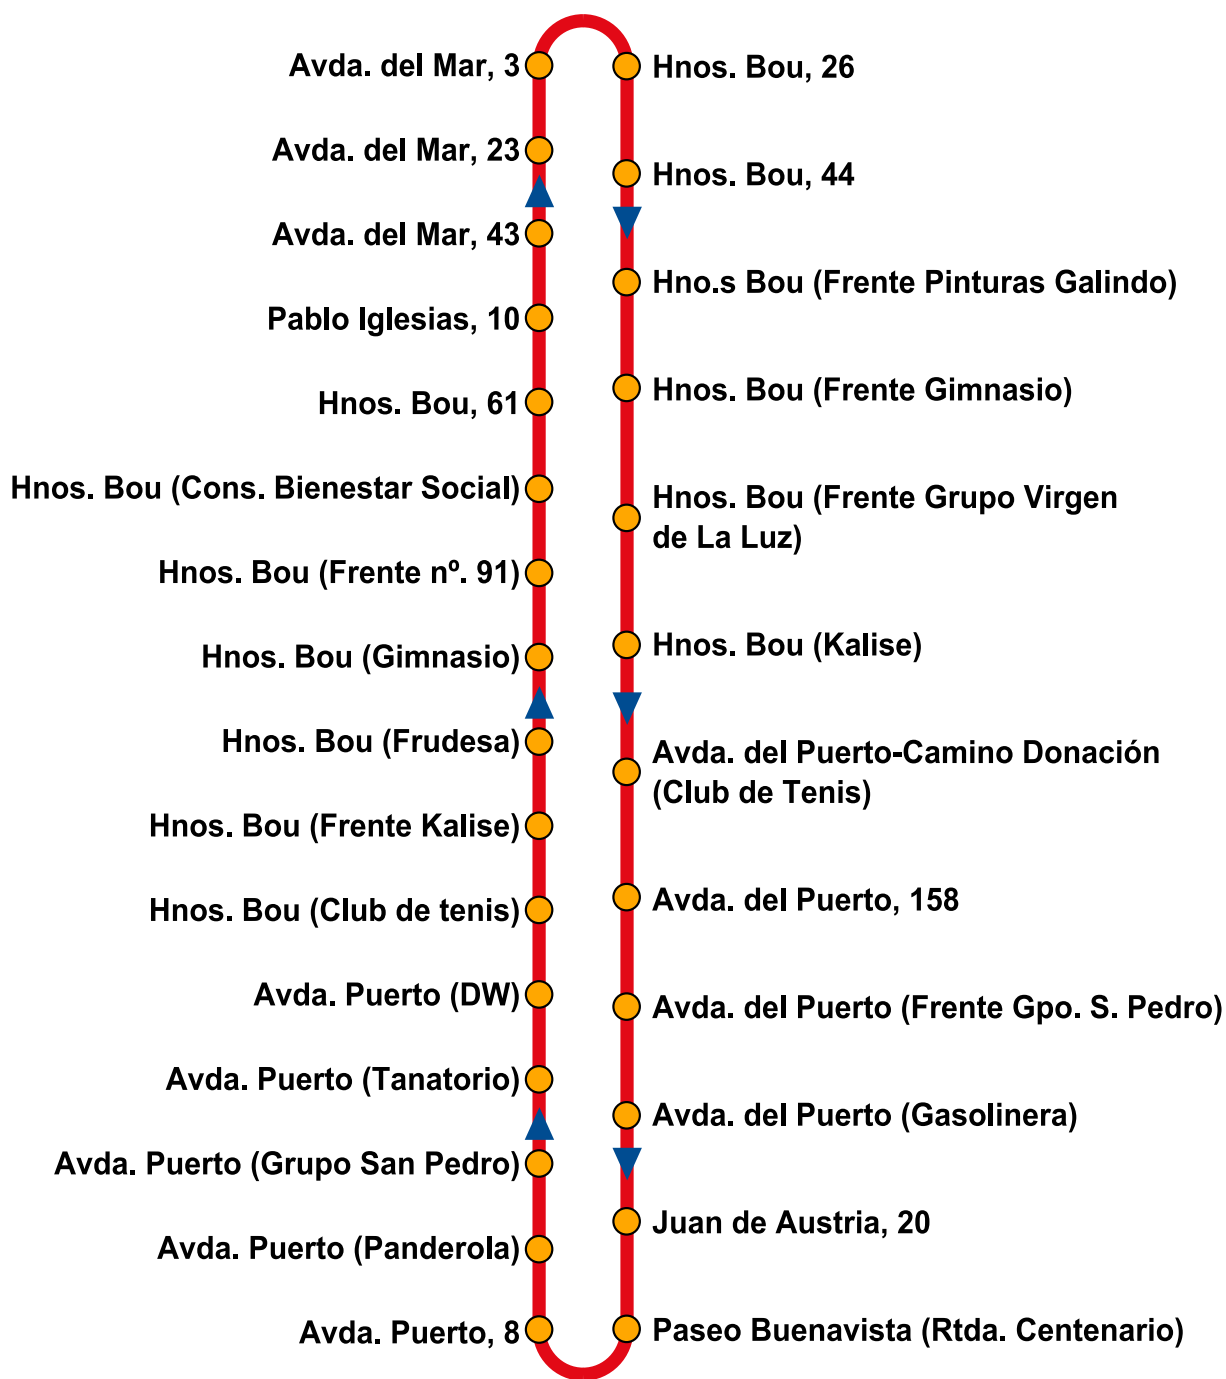 Avda. del Mar, 3
Avda. del Mar, 23
Avda. del Mar, 43
Pablo Iglesias, 10
Hnos. Bou, 61
Hnos. Bou (Cons. Bienestar Social)
Hnos. Bou (Frente nº. 91)
Hnos. Bou (Gimnasio)
Hnos. Bou (Frudesa)
Hnos. Bou (Frente Kalise)
Hnos. Bou (Club de tenis)
Avda. Puerto (DW)
Avda. Puerto (Tanatorio)
Avda. Puerto (Grupo San Pedro)
Avda. Puerto (Panderola)
Avda. Puerto, 8
Hnos. Bou, 26
Hnos. Bou, 44
Hno.s Bou (Frente Pinturas Galindo)
Hnos. Bou (Frente Gimnasio)
Hnos. Bou (Frente Grupo Virgen
de La Luz)
Hnos. Bou (Kalise)
Avda. del Puerto-Camino Donación
(Club de Tenis)
Avda. del Puerto, 158
Avda. del Puerto (Frente Gpo. S. Pedro)
Avda. del Puerto (Gasolinera)
Juan de Austria, 20
Paseo Buenavista (Rtda. Centenario)